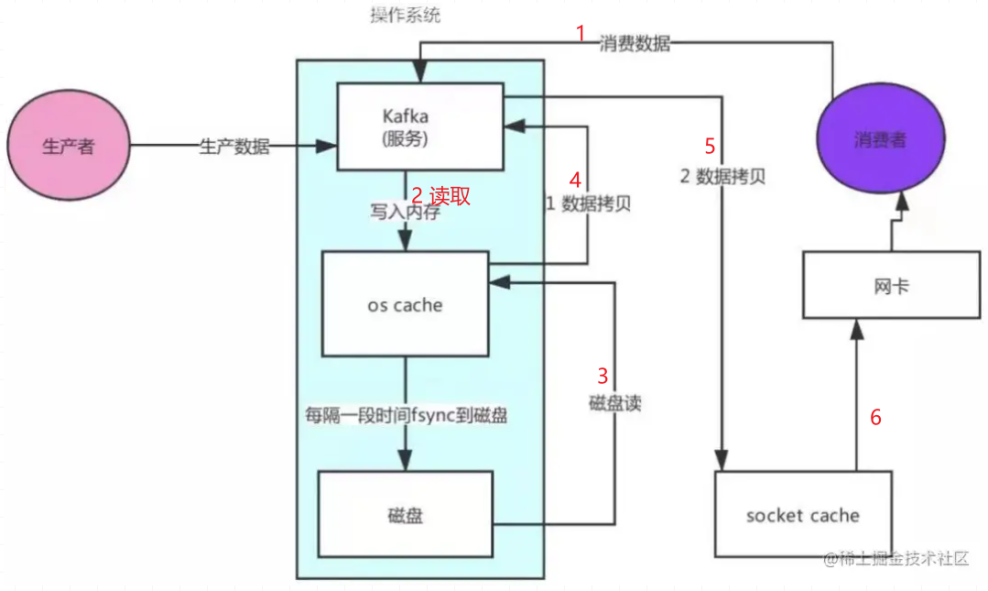 操作系统
1
消费数据
Kafka
(服务)
生产者
生产数据
消费者
5
4
2 数据拷贝
2 读取
1 数据拷贝
写入内存
网卡
os cache
3
磁盘读
每隔一段时间fsync到磁盘
6
磁盘
socket cache
@稀土掘金技术社区